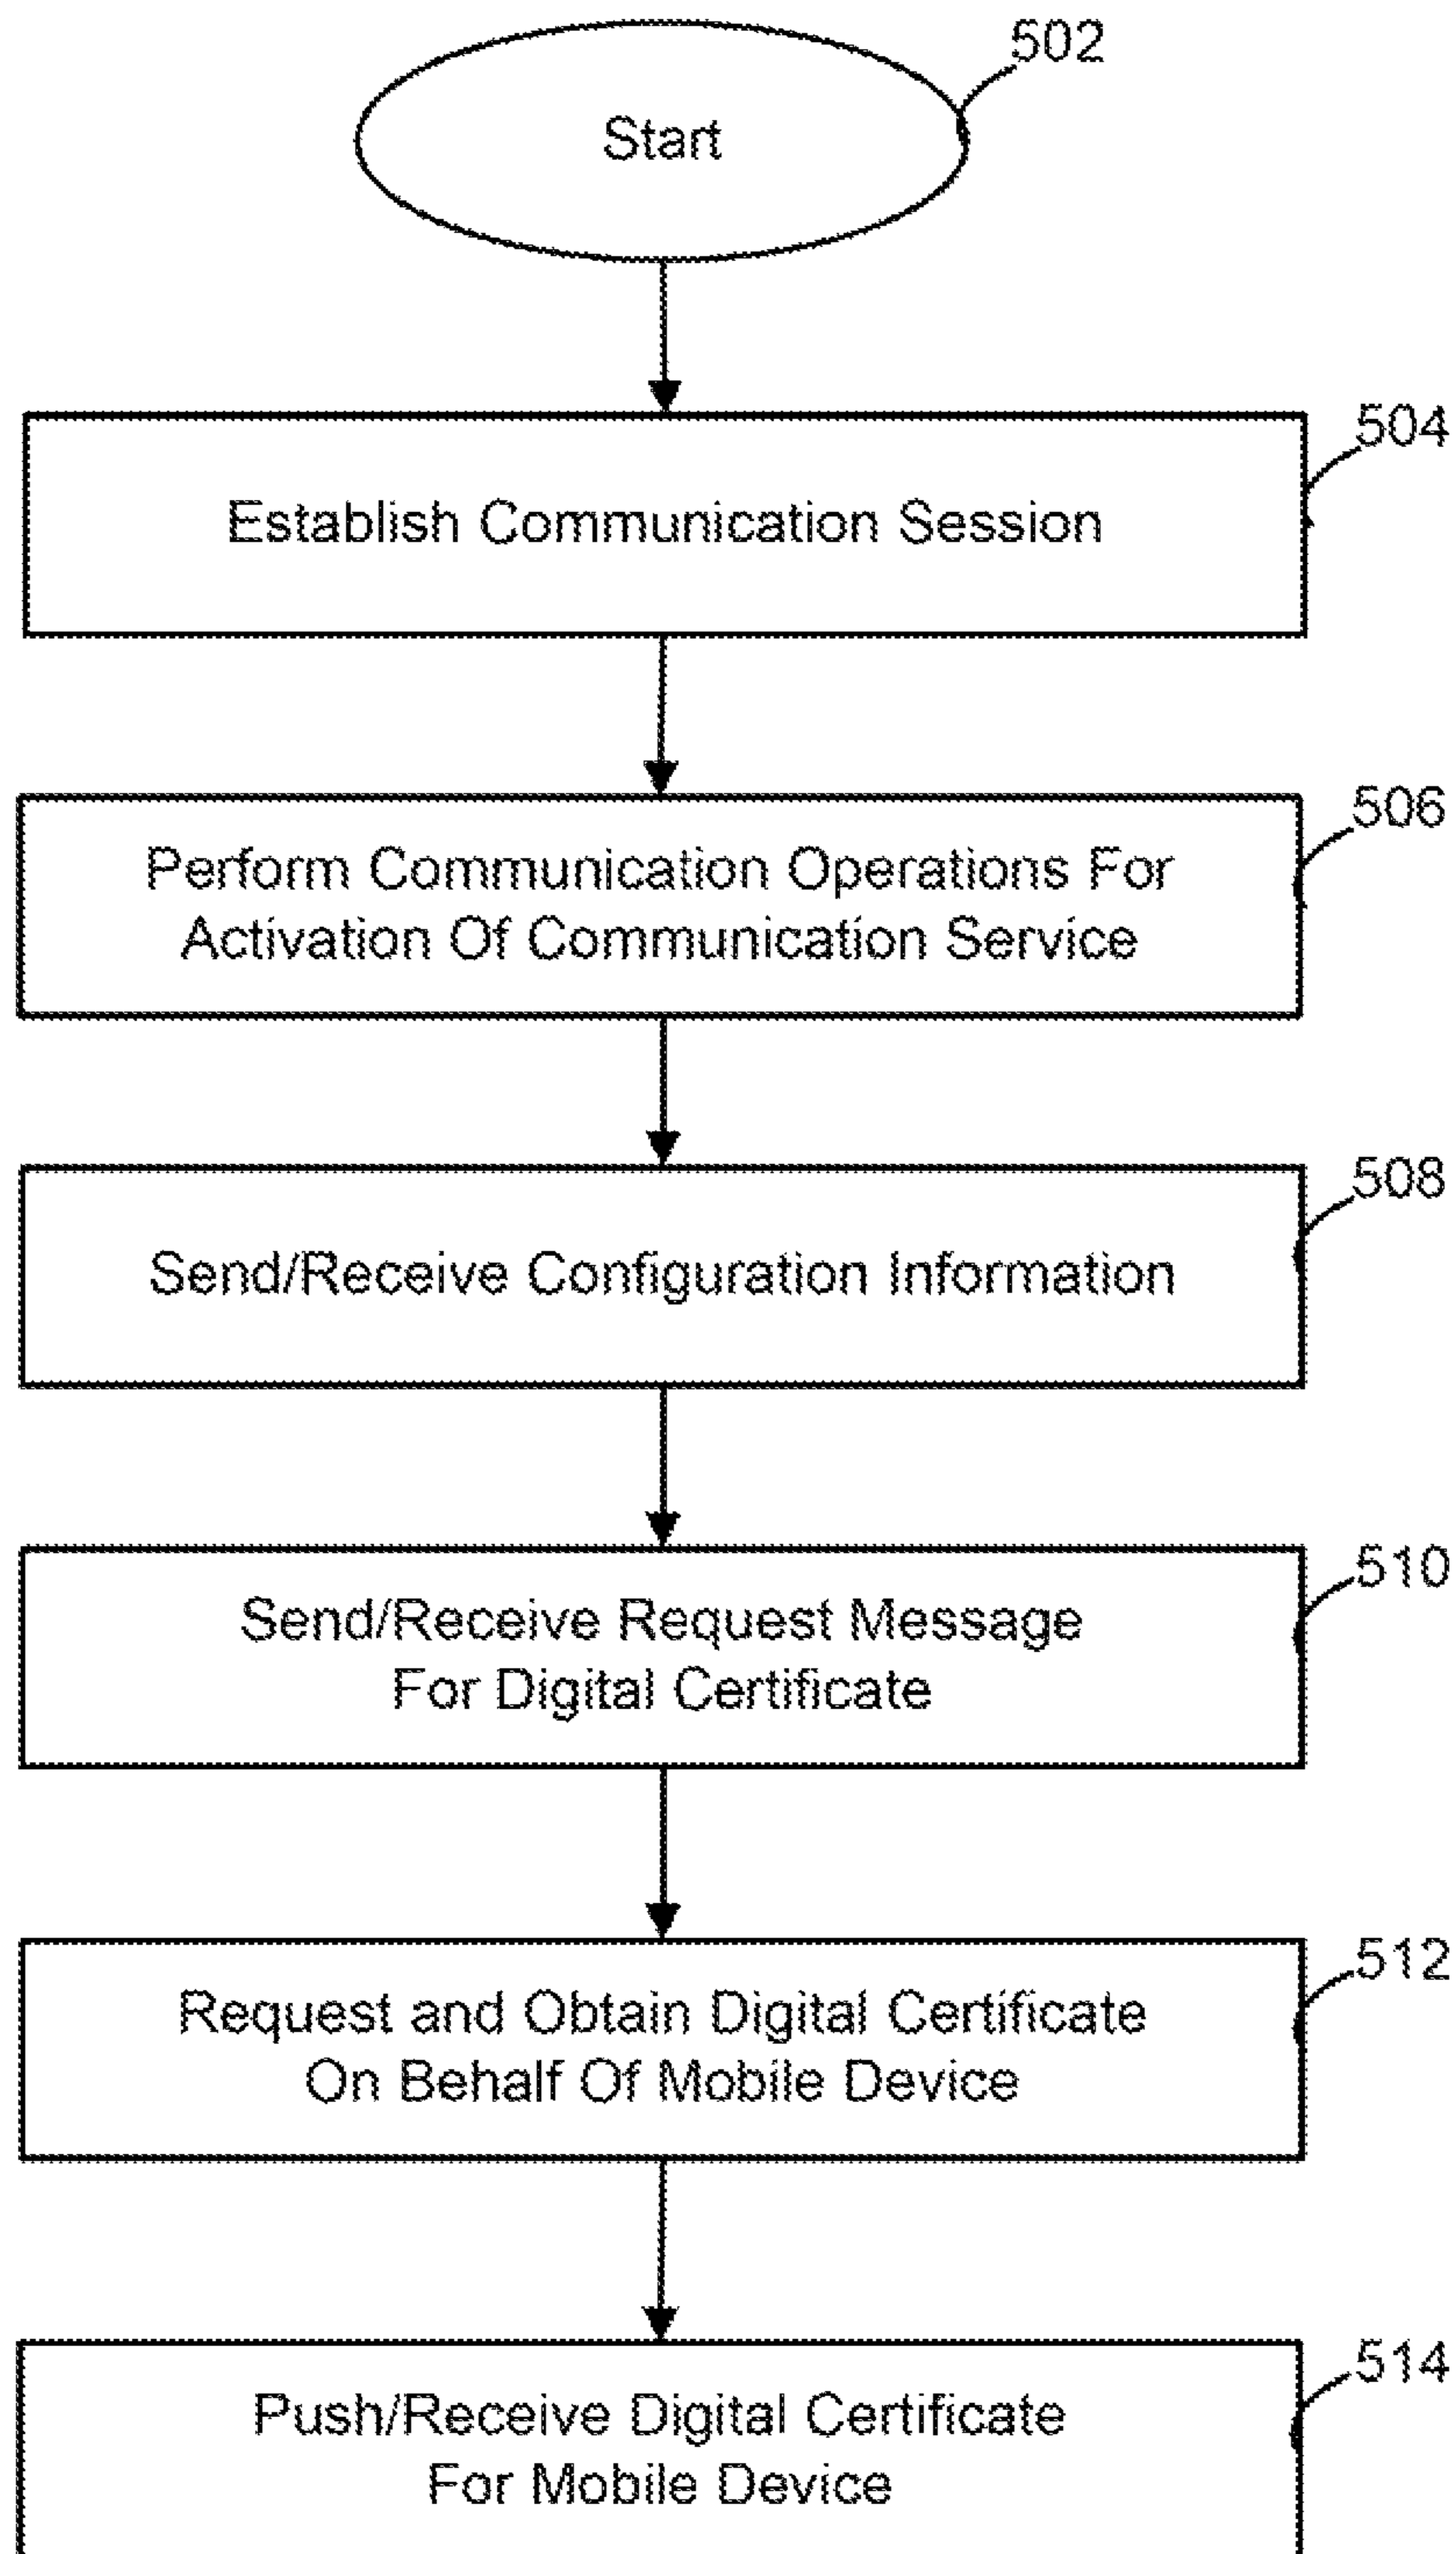 502
Start
504
Establish Communication Session
506
Perform Communication Operations For
Activation Of Communication Service
508
Send/Receive Configuration Information
510
Send/Receive Request Message
For Digital Certificate
512
Request and Obtain Digital Certificate
On Behalf Of Mobile Device
514
Push/Receive Digital Certificate
For Mobile Device